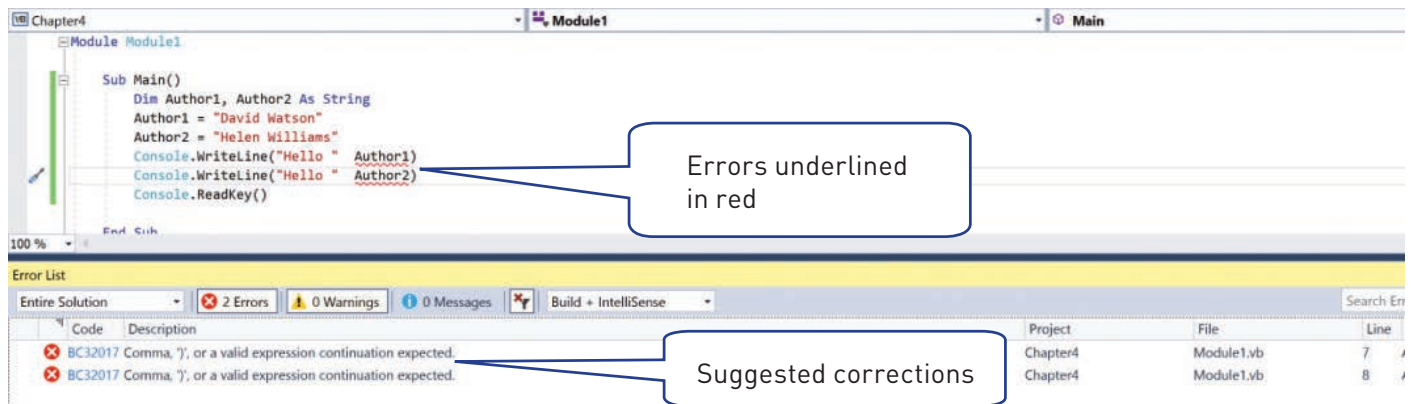 Chapter4 Module1 Main
Module Module1
Sub Main()
Dim Author1, Author2 As String
Author1 = "David Watson"
Author2 = "Helen Williams"
Console.WriteLine("Hello "  Author1)
Console.WriteLine("Hello "  Author2)
Console.ReadKey()
End Sub
Errors underlined
in red
100 %
Error List
Entire Solution 2 Errors 0 Warnings 0 Messages Build + IntelliSense Search
Code Description Project File Line
BC32017 Comma, ')', or a valid expression continuation expected. Chapter4 Module1.vb 7
BC32017 Comma, ')', or a valid expression continuation expected. Chapter4 Module1.vb 8
Suggested corrections